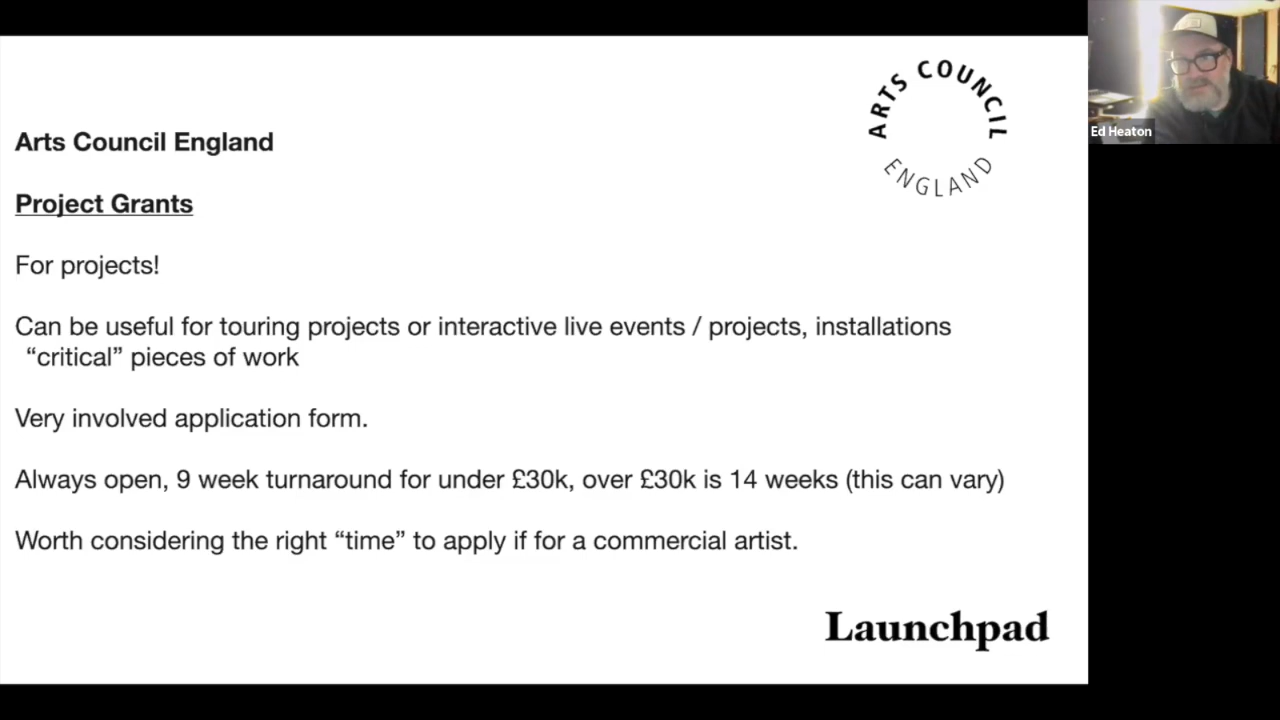 ARTS COUNCIL
ENGLAND
Ed Heaton
Arts Council England
Project Grants
For projects!
Can be useful for touring projects or interactive live events / projects, installations
“critical” pieces of work
Very involved application form.
Always open, 9 week turnaround for under £30k, over £30k is 14 weeks (this can vary)
Worth considering the right “time” to apply if for a commercial artist.
Launchpad